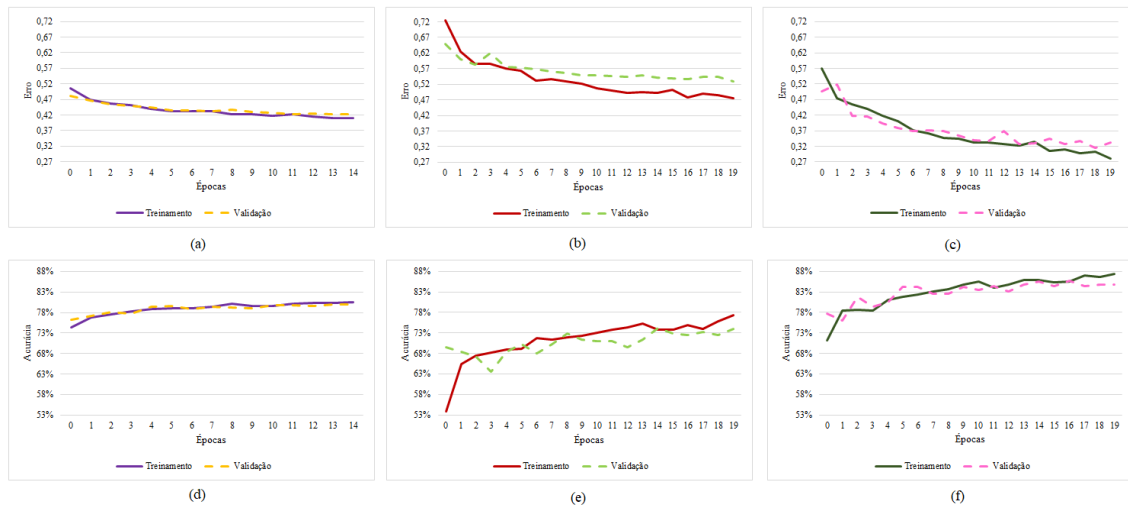 0,72
0,67
0,62
0,57
0,52
0,47
0,42
0,37
0,32
0,27
Erro
0 1 2 3 4 5 6 7 8 9 10 11 12 13 14
Épocas
Treinamento Validação
(a)
0,72
0,67
0,62
0,57
0,52
0,47
0,42
0,37
0,32
0,27
Erro
0 1 2 3 4 5 6 7 8 9 10 11 12 13 14 15 16 17 18 19
Épocas
Treinamento Validação
(b)
0,72
0,67
0,62
0,57
0,52
0,47
0,42
0,37
0,32
0,27
Erro
0 1 2 3 4 5 6 7 8 9 10 11 12 13 14 15 16 17 18 19
Épocas
Treinamento Validação
(c)
88%
83%
78%
73%
68%
63%
58%
53%
Acurácia
0 1 2 3 4 5 6 7 8 9 10 11 12 13 14
Épocas
Treinamento Validação
(d)
88%
83%
78%
73%
68%
63%
58%
53%
Acurácia
0 1 2 3 4 5 6 7 8 9 10 11 12 13 14 15 16 17 18 19
Épocas
Treinamento Validação
(e)
88%
83%
78%
73%
68%
63%
58%
53%
Acurácia
0 1 2 3 4 5 6 7 8 9 10 11 12 13 14 15 16 17 18 19
Épocas
Treinamento Validação
(f)